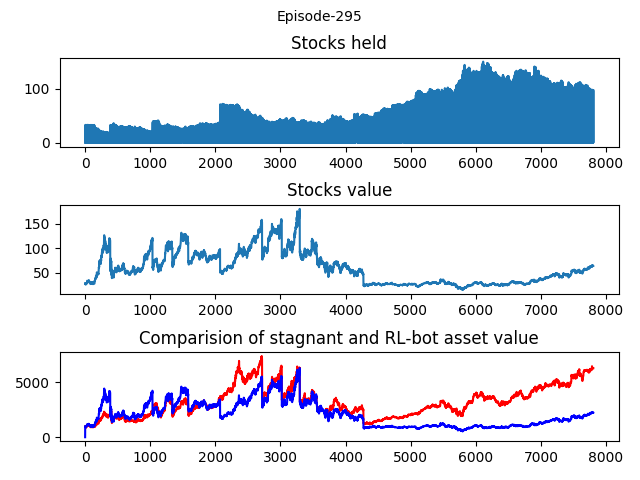 Episode-295
Stocks held
100
0
0 1000 2000 3000 4000 5000 6000 7000 8000
Stocks value
150
100
50
0 1000 2000 3000 4000 5000 6000 7000 8000
Comparision of stagnant and RL-bot asset value
5000
0
0 1000 2000 3000 4000 5000 6000 7000 8000